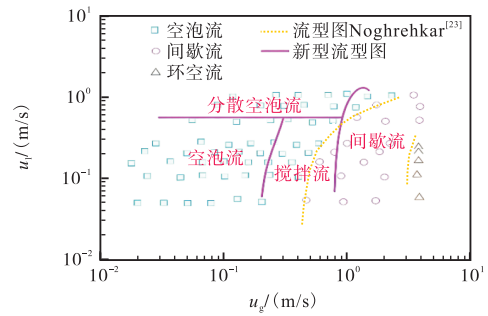 空泡流 流型图Noghrehkar[23]
间歇流 新型流型图
环空流
10¹
10⁰
10⁻¹
10⁻²
uf/(m/s)
分散空泡流
空泡流
搅拌流
间歇流
10⁻² 10⁻¹ 10⁰ 10¹
ug/(m/s)